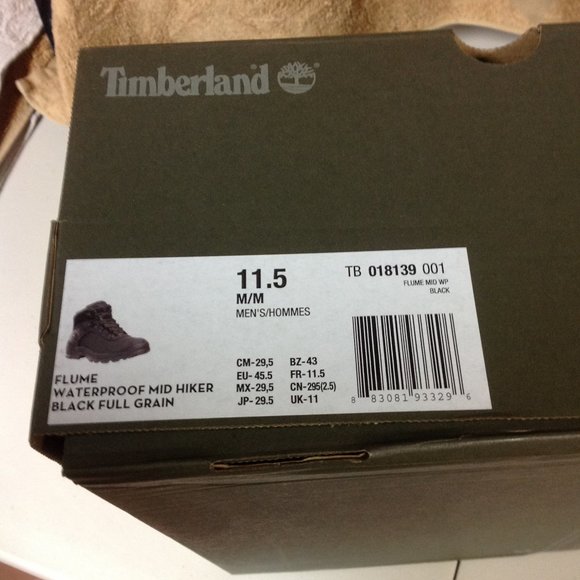 Timberland
11.5
M/M
MEN'S/HOMMES
TB 018139 001
FLUME MID WP
BLACK
FLUME
WATERPROOF MID HIKER
BLACK FULL GRAIN
CM-29,5 BZ-43
EU-45.5 FR-11.5
MX-29,5 CN-295(2.5)
JP-29.5 UK-11
8 83081 93329 6